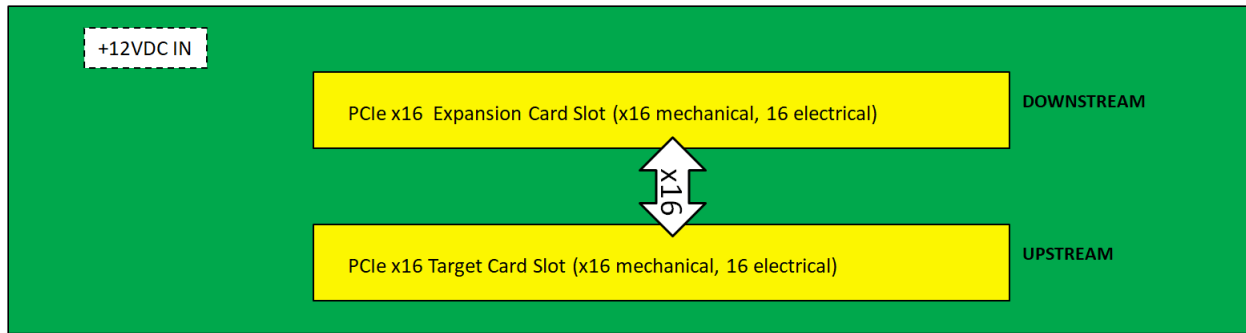 +12VDC IN
PCIe x16 Expansion Card Slot (x16 mechanical, 16 electrical)
DOWNSTREAM
x16
PCIe x16 Target Card Slot (x16 mechanical, 16 electrical)
UPSTREAM